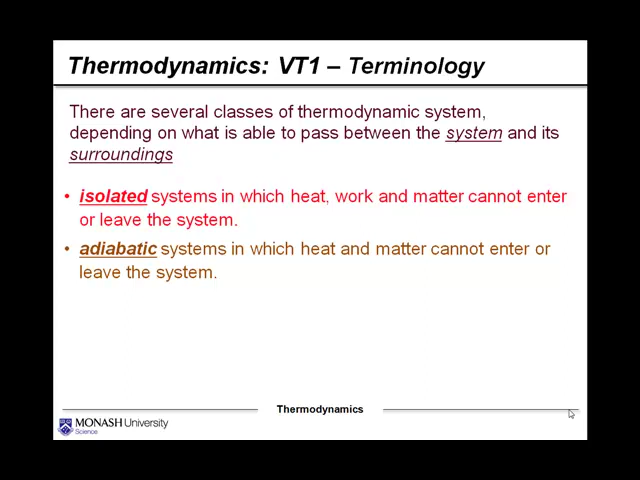 Thermodynamics: VT1 – Terminology
There are several classes of thermodynamic system,
depending on what is able to pass between the system and its
surroundings
• isolated systems in which heat, work and matter cannot enter
or leave the system.
• adiabatic systems in which heat and matter cannot enter or
leave the system.
Thermodynamics
MONASH University
Science